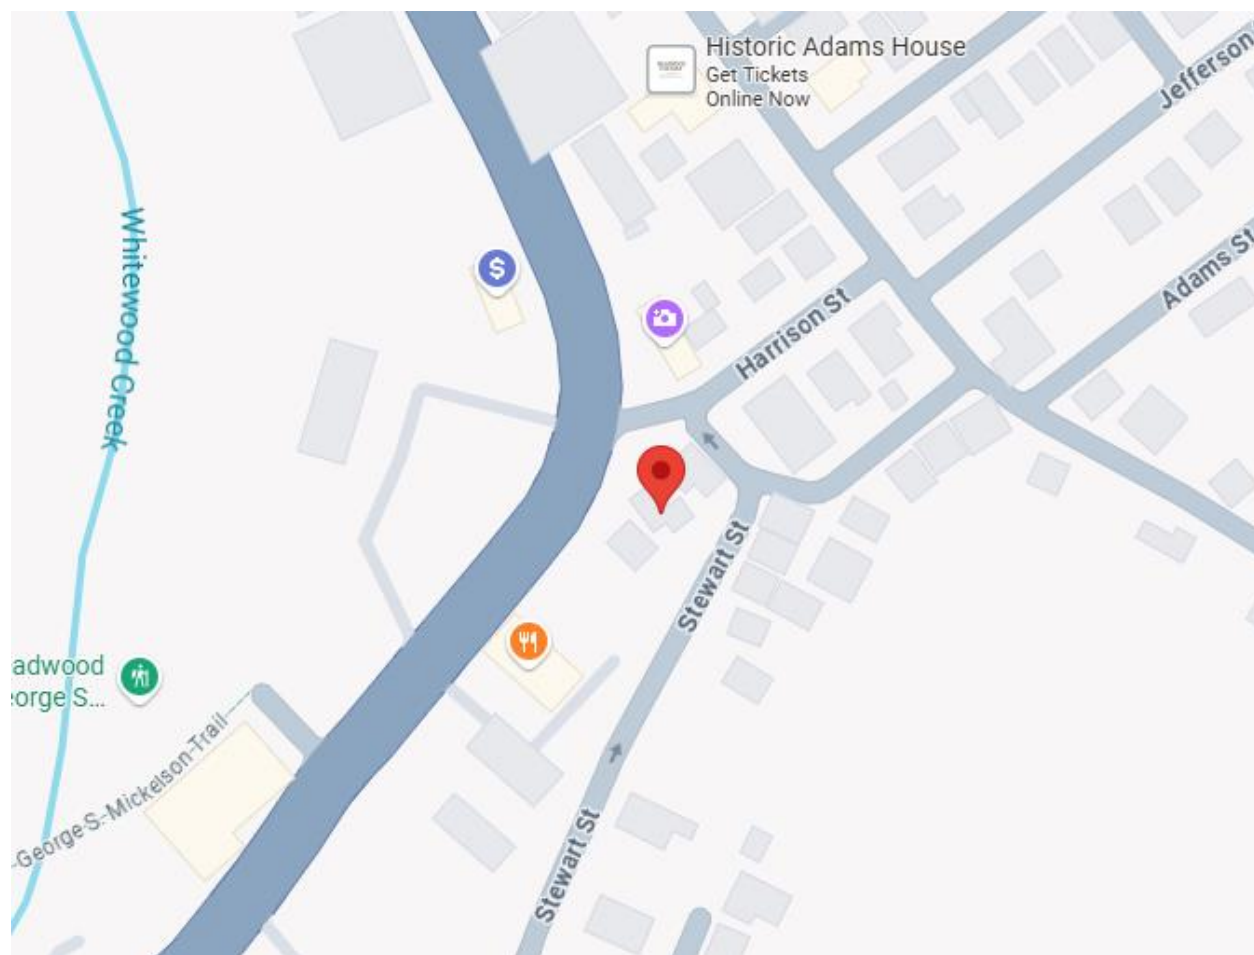 Historic Adams House
Get Tickets
Online Now
Jefferson
Whitewood Creek
Adams St
Harrison St
$
Stewart St
adwood
eorge S...
George S. Mickelson Trail
Stewart St